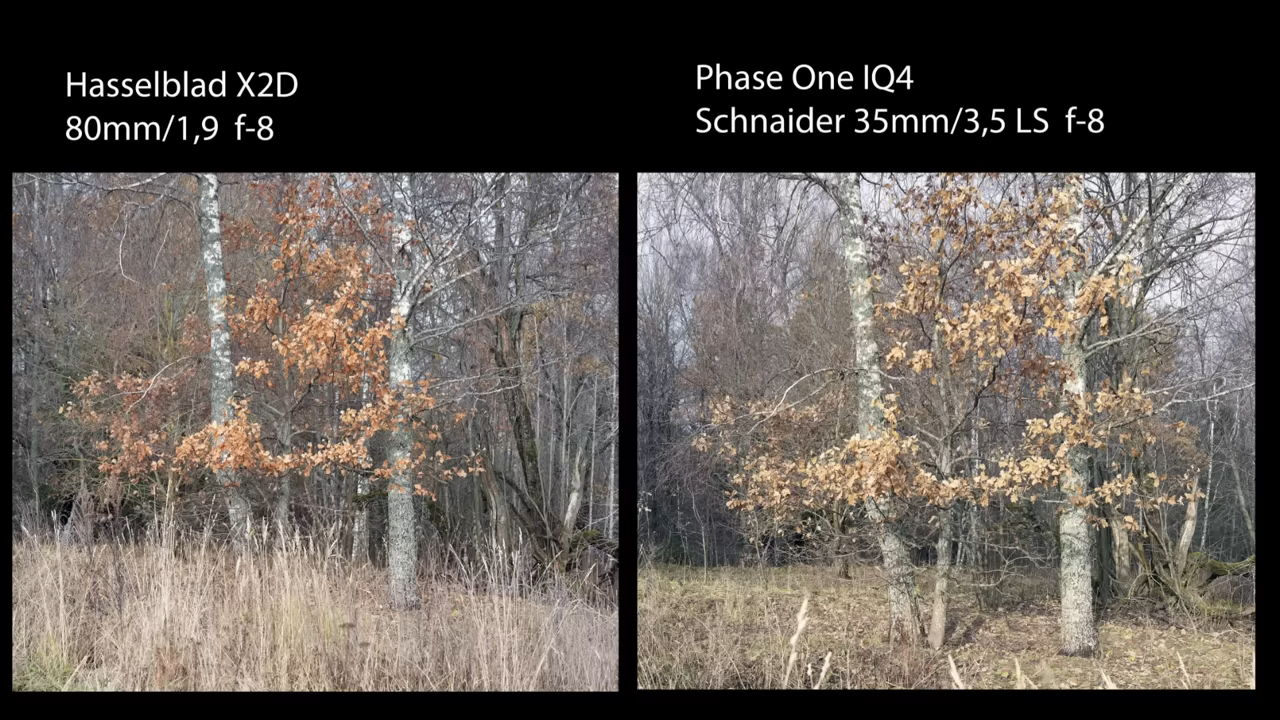 Hasselblad X2D
80mm/1,9 f-8
Phase One IQ4
Schnaider 35mm/3,5 LS f-8